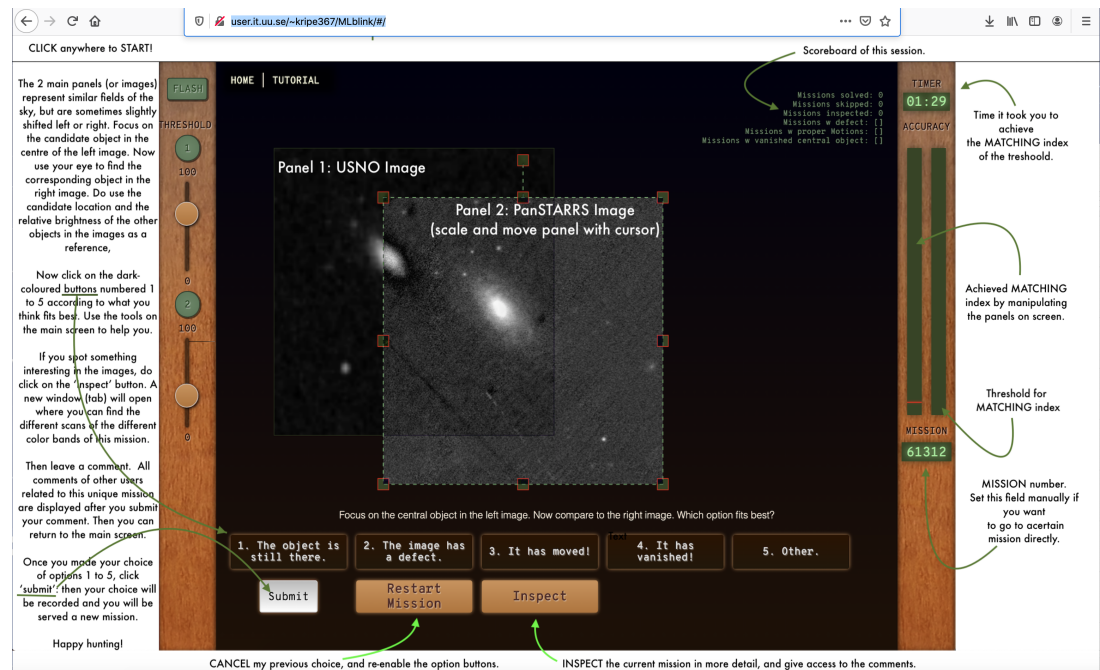 user.it.uu.se/~kripe367/MLblink/#/
CLICK anywhere to START!
Scoreboard of this session.
The 2 main panels (or images)
represent similar fields of the
sky, but are sometimes slightly
shifted left or right. Focus on
the candidate object in the
centre of the left image. Now
use your eye to find the
corresponding object in the
right image. Do use the
candidate location and the
relative brightness of the other
objects in the images as a
reference,
Now click on the dark-
coloured buttons numbered 1
to 5 according to what you
think fits best. Use the tools on
the main screen to help you.
If you spot something
interesting in the images, do
click on the 'inspect' button. A
new window (tab) will open
where you can find the
different scans of the different
color bands of this mission.
Then leave a comment. All
comments of other users
related to this unique mission
are displayed after you submit
your comment. Then you can
return to the main screen.
Once you made your choice
of options 1 to 5, click
'submit': then your choice will
be recorded and you will be
served a new mission.
Happy hunting!
FLASH
THRESHOLD
1
100
0
2
100
0
HOME | TUTORIAL
Missions solved: 0
Missions skipped: 0
Missions inspected: 0
Missions w defect: []
Missions w proper Motions: []
Missions w vanished central object: []
Panel 1: USNO Image
Panel 2: PanSTARRS Image
(scale and move panel with cursor)
TIMER
01:29
ACCURACY
MISSION
61312
Time it took you to
achieve
the MATCHING index
of the treshoold.
Achieved MATCHING
index by manipulating
the panels on screen.
Threshold for
MATCHING index
MISSION number.
Set this field manually if
you want
to go to acertain
mission directly.
Focus on the central object in the left image. Now compare to the right image. Which option fits best?
Text
1. The object is
still there.
2. The image has
a defect.
3. It has moved!
4. It has
vanished!
5. Other.
Submit
Restart
Mission
Inspect
CANCEL my previous choice, and re-enable the option buttons.
INSPECT the current mission in more detail, and give access to the comments.